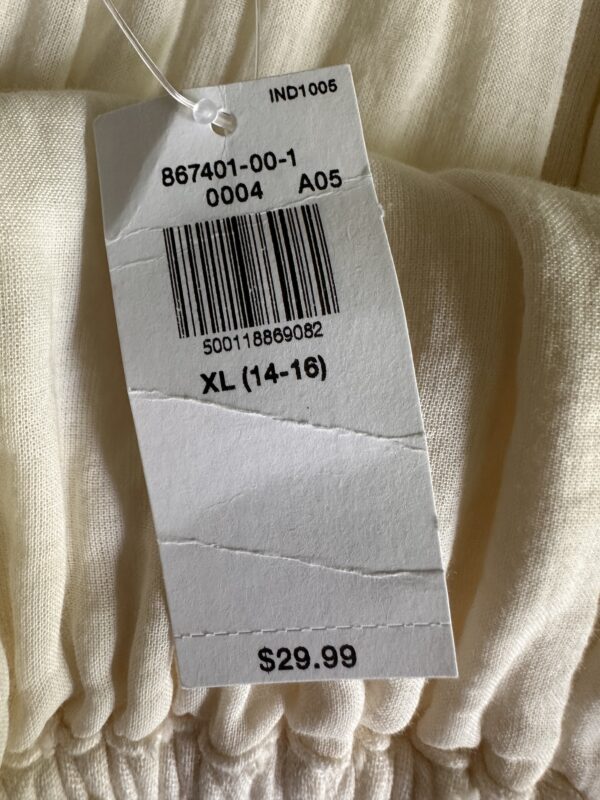 IND1005
867401-00-1
0004 A05
500118869082
XL (14-16)
$29.99